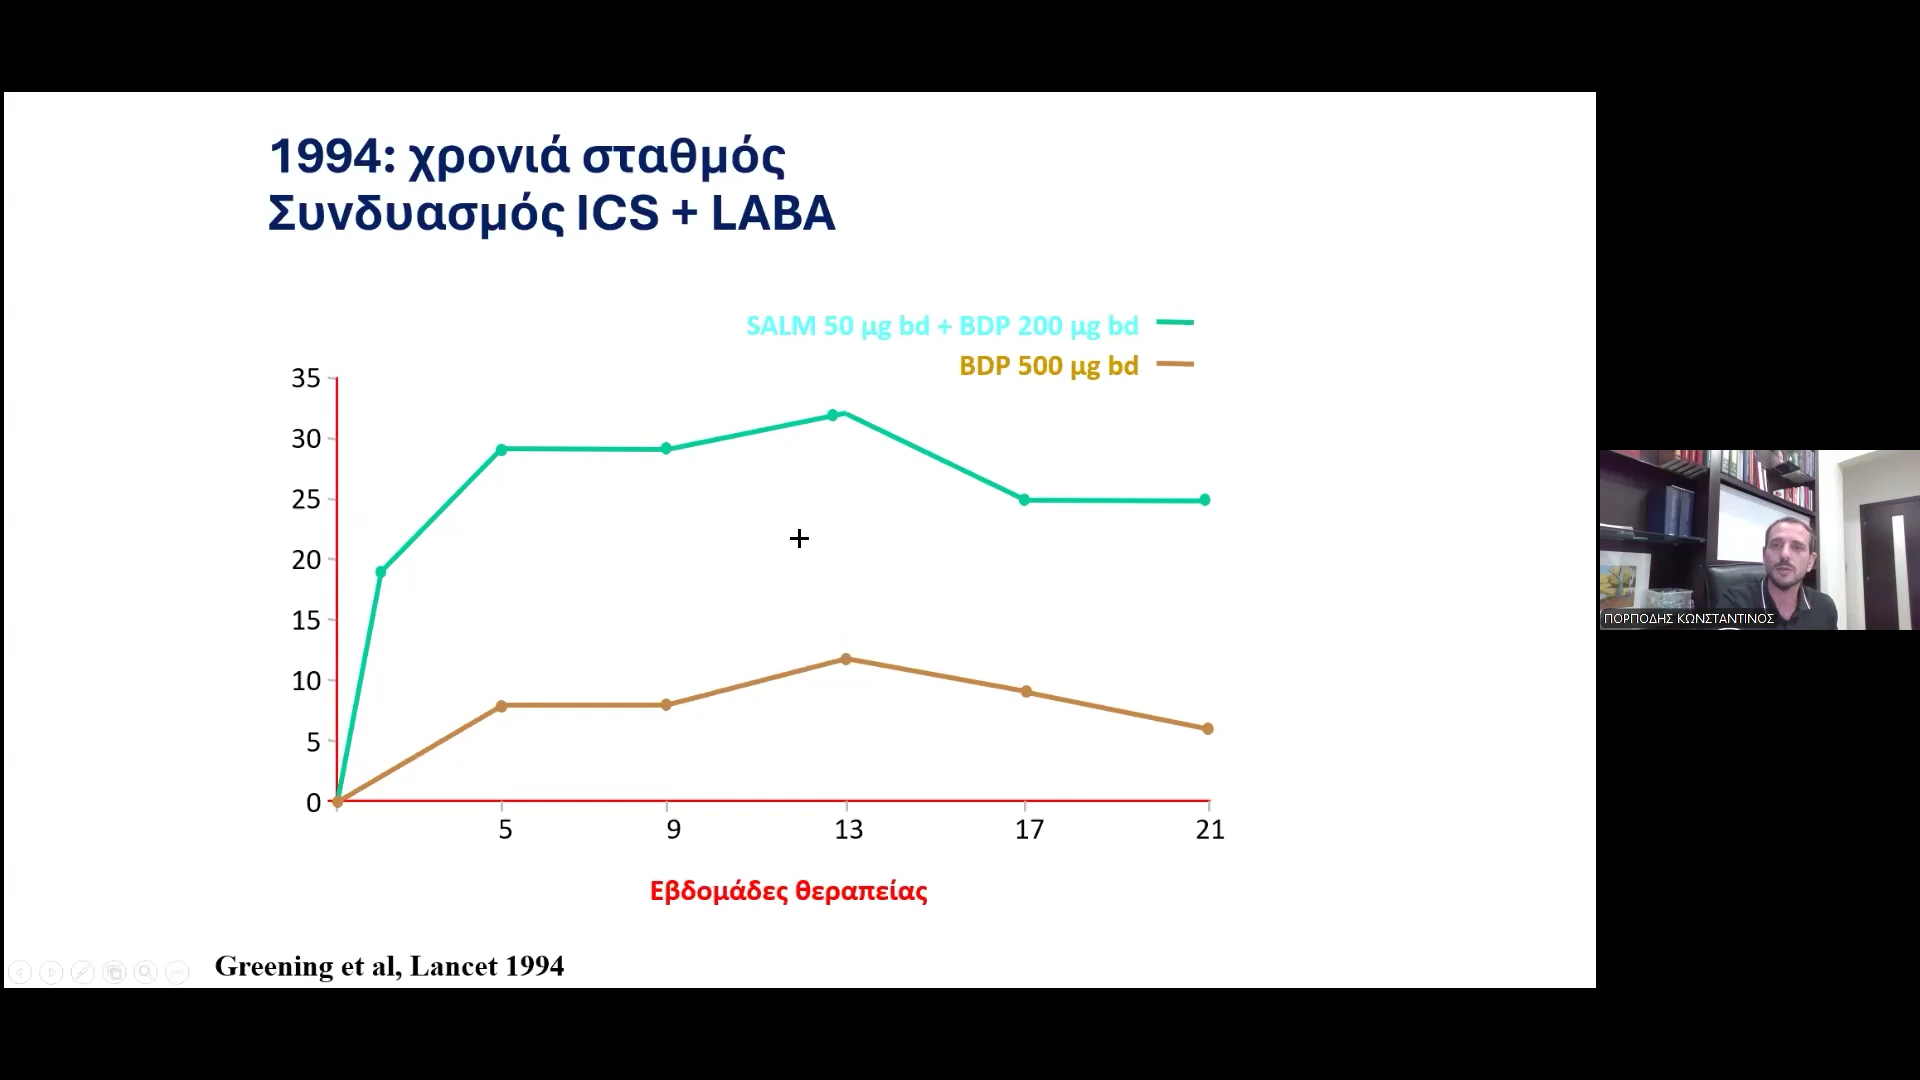 1994: χρονιά σταθμός
Συνδυασμός ICS + LABA
SALM 50 μg bd + BDP 200 μg bd
BDP 500 μg bd
35
30
25
20
15
10
5
0
5 9 13 17 21
Εβδομάδες θεραπείας
Greening et al, Lancet 1994
ΠΟΡΠΟΔΗΣ ΚΩΝΣΤΑΝΤΙΝΟΣ